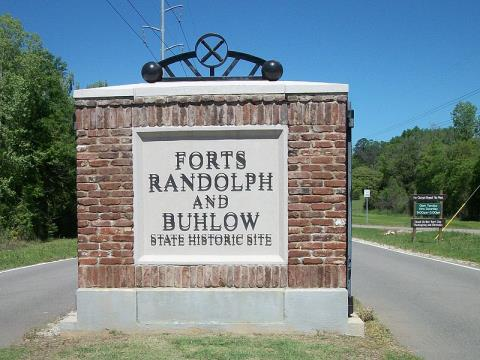 FORTS
RANDOLPH
AND
BUHLOW
STATE HISTORIC SITE